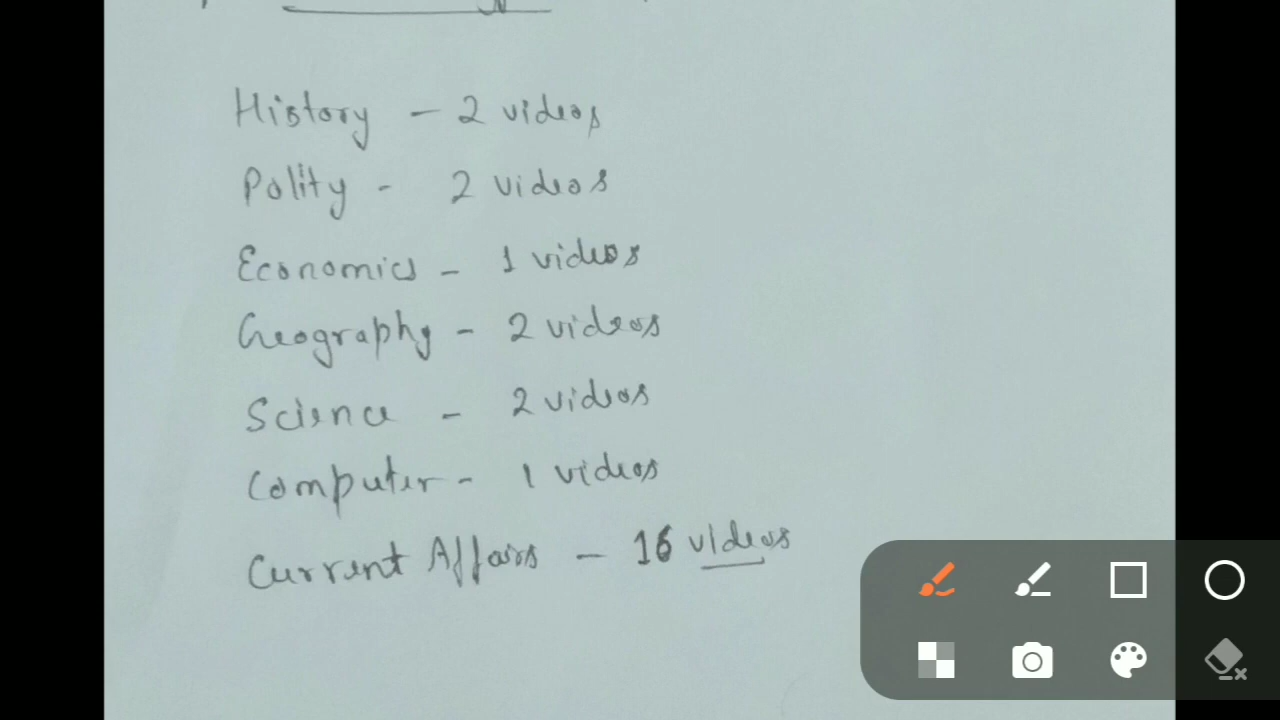 History - 2 videos
Polity - 2 videos
Economics - 1 videos
Geography - 2 videos
Science - 2 videos
Computer - 1 videos
Current Affairs - 16 videos